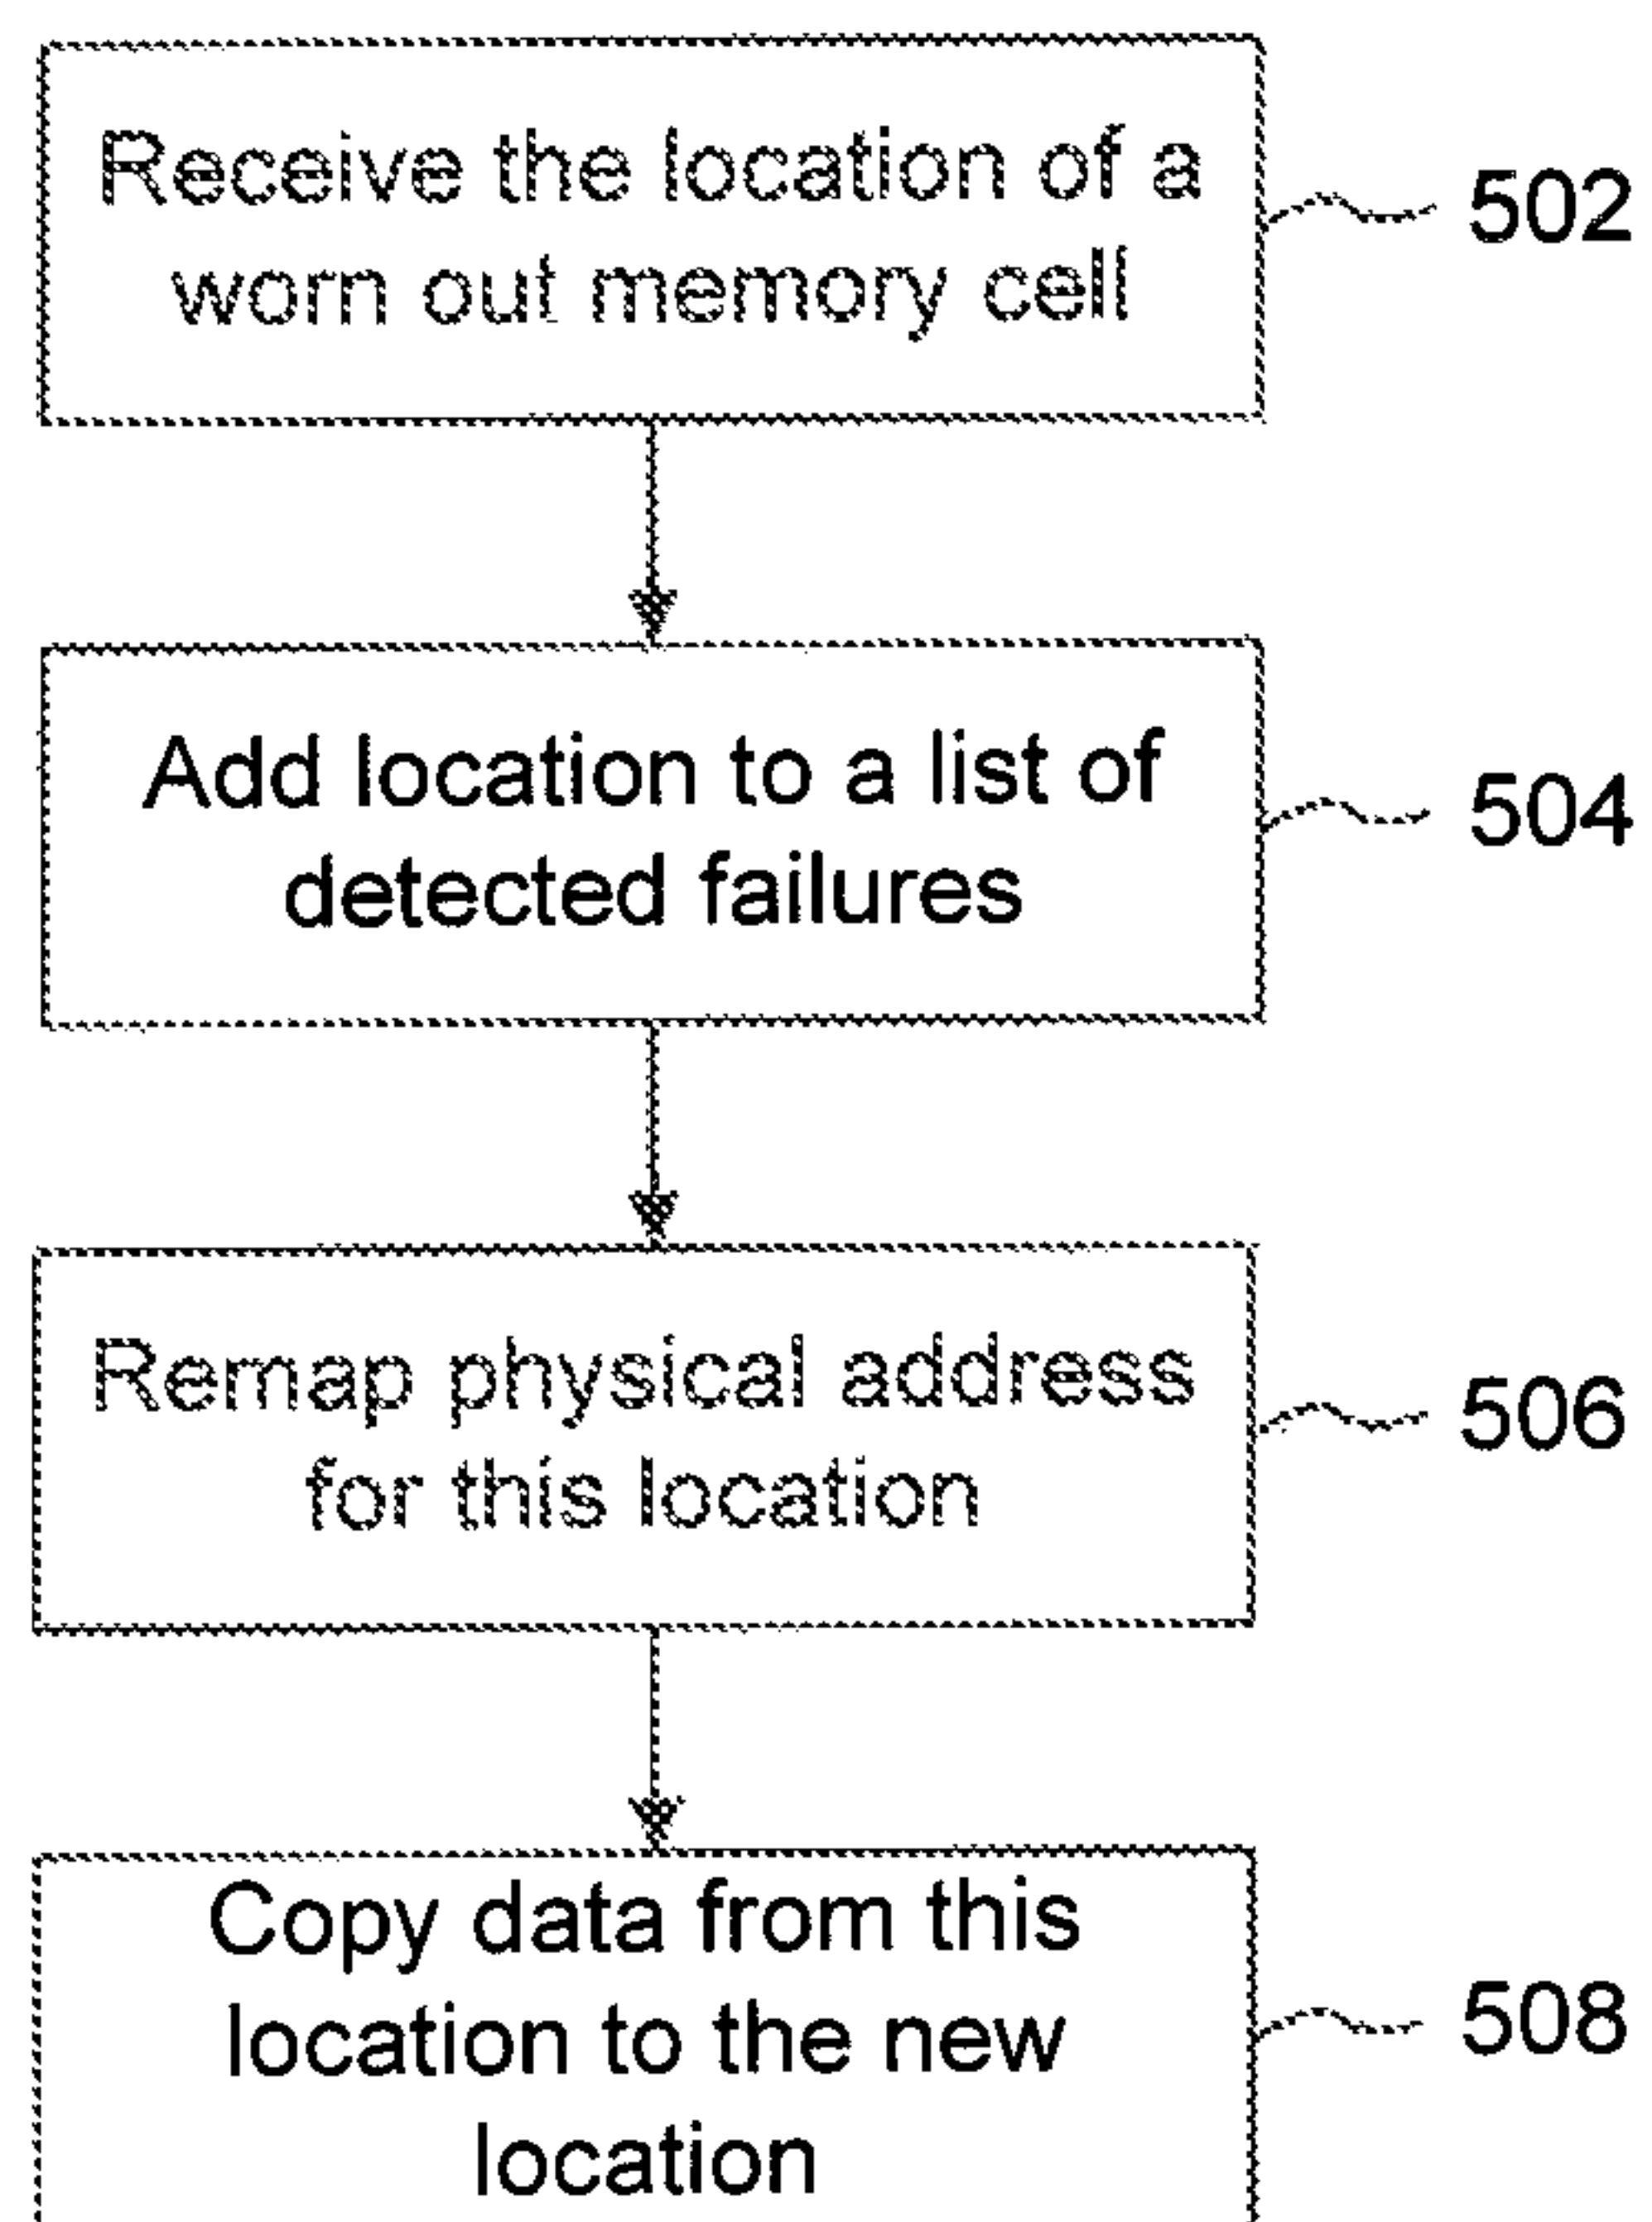 Receive the location of a
worn out memory cell
502
Add location to a list of
detected failures
504
Remap physical address
for this location
506
Copy data from this
location to the new
location
508